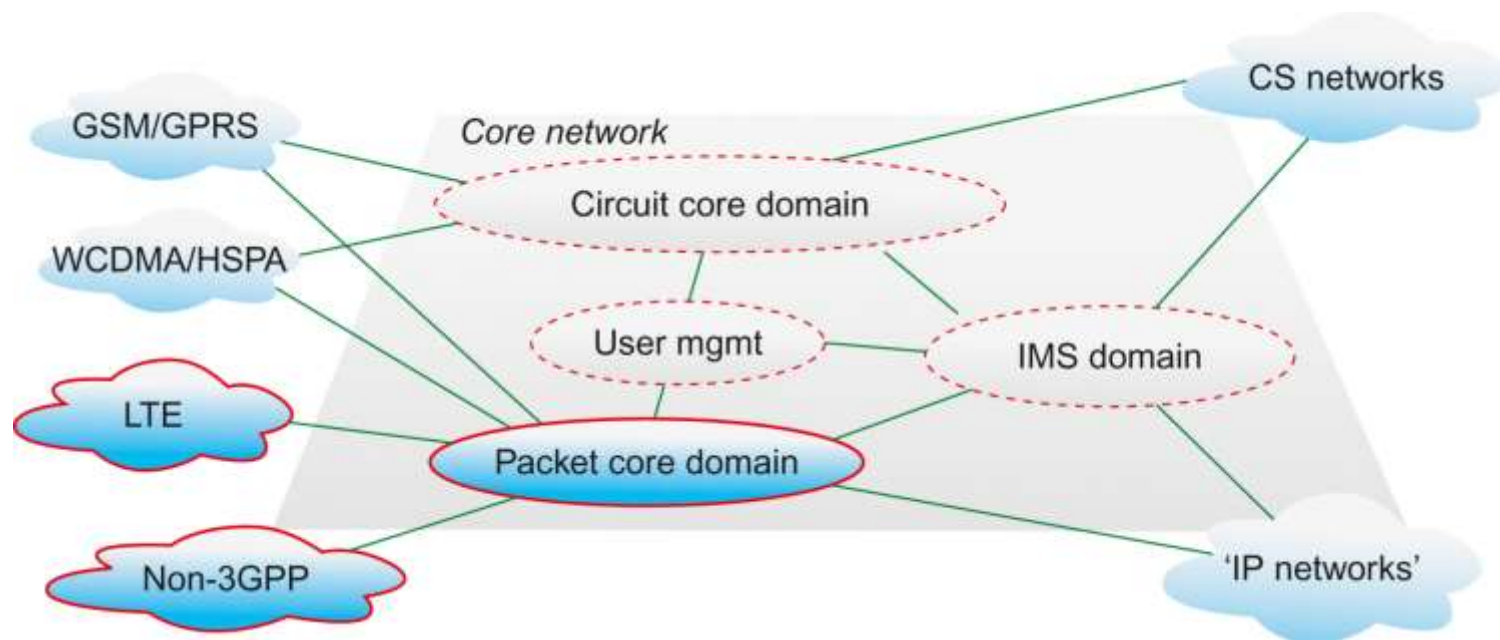 CS networks
GSM/GPRS
Core network
Circuit core domain
WCDMA/HSPA
User mgmt
IMS domain
LTE
Packet core domain
Non-3GPP
‘IP networks’